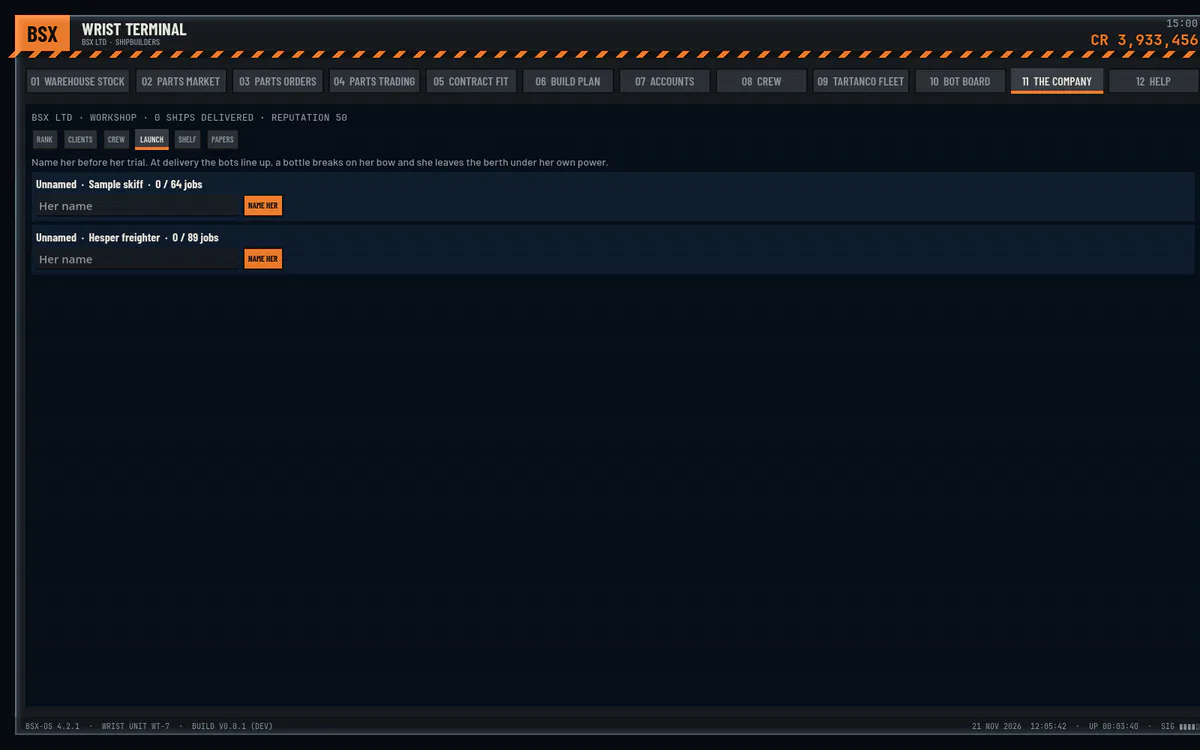 BSX
WRIST TERMINAL
BSX LTD · SHIPBUILDERS
15:00
CR 3,933,456
01 WAREHOUSE STOCK
02 PARTS MARKET
03 PARTS ORDERS
04 PARTS TRADING
05 CONTRACT FIT
06 BUILD PLAN
07 ACCOUNTS
08 CREW
09 TARTANCO FLEET
10 BOT BOARD
11 THE COMPANY
12 HELP
BSX LTD · WORKSHOP · 0 SHIPS DELIVERED · REPUTATION 50
RANK
CLIENTS
CREW
LAUNCH
SHELF
PAPERS
Name her before her trial. At delivery the bots line up, a bottle breaks on her bow and she leaves the berth under her own power.
Unnamed · Sample skiff · 0 / 64 jobs
Her name
NAME HER
Unnamed · Hesper freighter · 0 / 89 jobs
Her name
NAME HER
BSX-OS 4.2.1 · WRIST UNIT WT-7 · BUILD V0.0.1 (DEV)
21 NOV 2026 12:05:42 · UP 00:03:40 · SIG